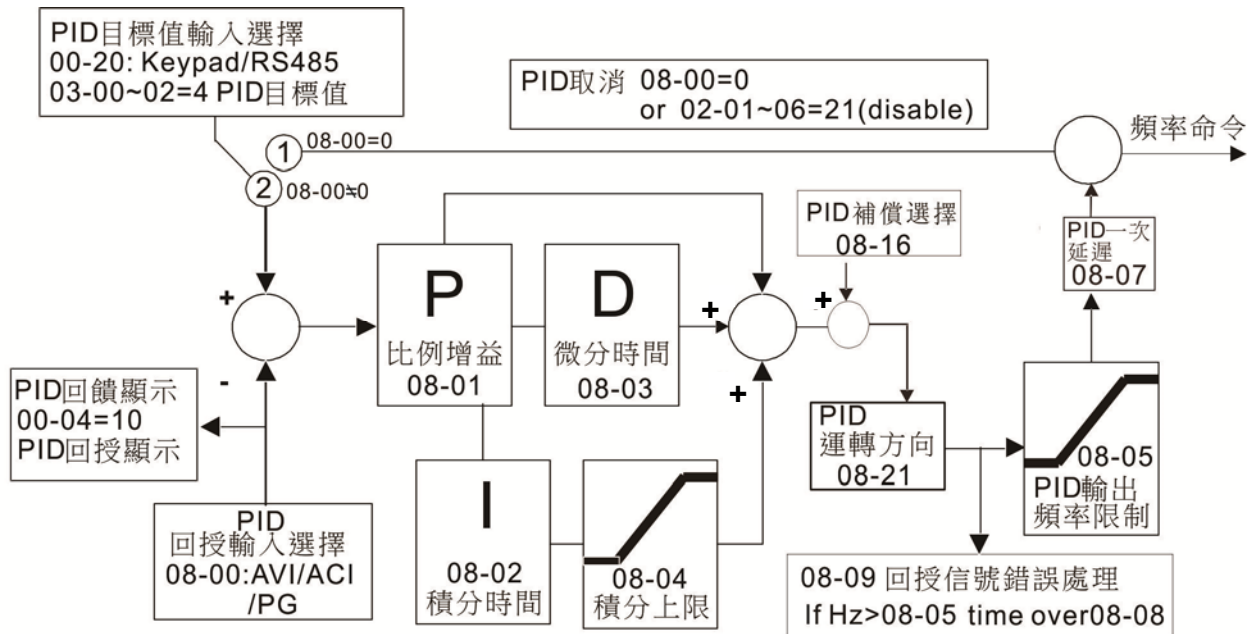 PID目標值輸入選擇
00-20: Keypad/RS485
03-00~02=4 PID目標值
PID取消 08-00=0
or 02-01~06=21(disable)
1
08-00=0
頻率命令
2
08-00≒0
PID補償選擇
08-16
PID一次
延遲
08-07
+
P
比例增益
08-01
D
微分時間
08-03
+
+
-
+
PID回饋顯示
00-04=10
PID回授顯示
PID
運轉方向
08-21
08-05
PID輸出
頻率限制
PID
回授輸入選擇
08-00:AVI/ACI
/PG
I
08-02
積分時間
08-04
積分上限
08-09 回授信號錯誤處理
If Hz>08-05 time over08-08